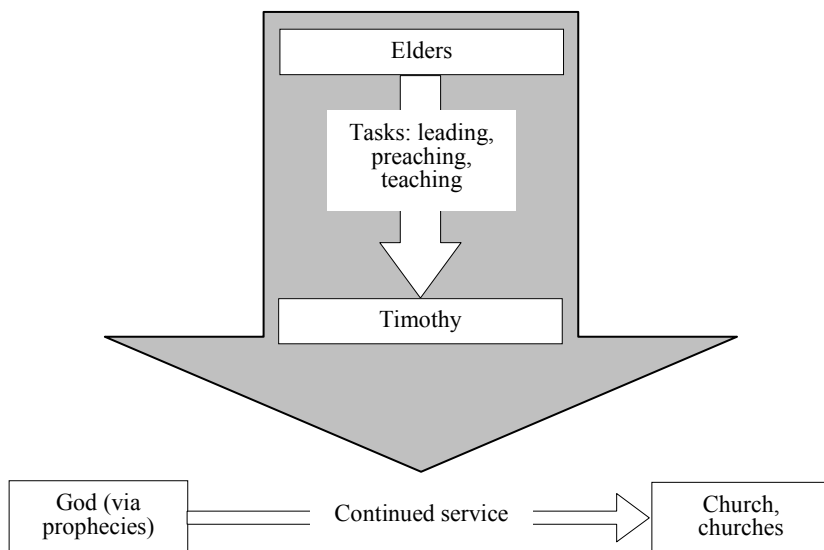 Elders
Tasks: leading,
preaching,
teaching
Timothy
God (via
prophecies)
Continued service
Church,
churches